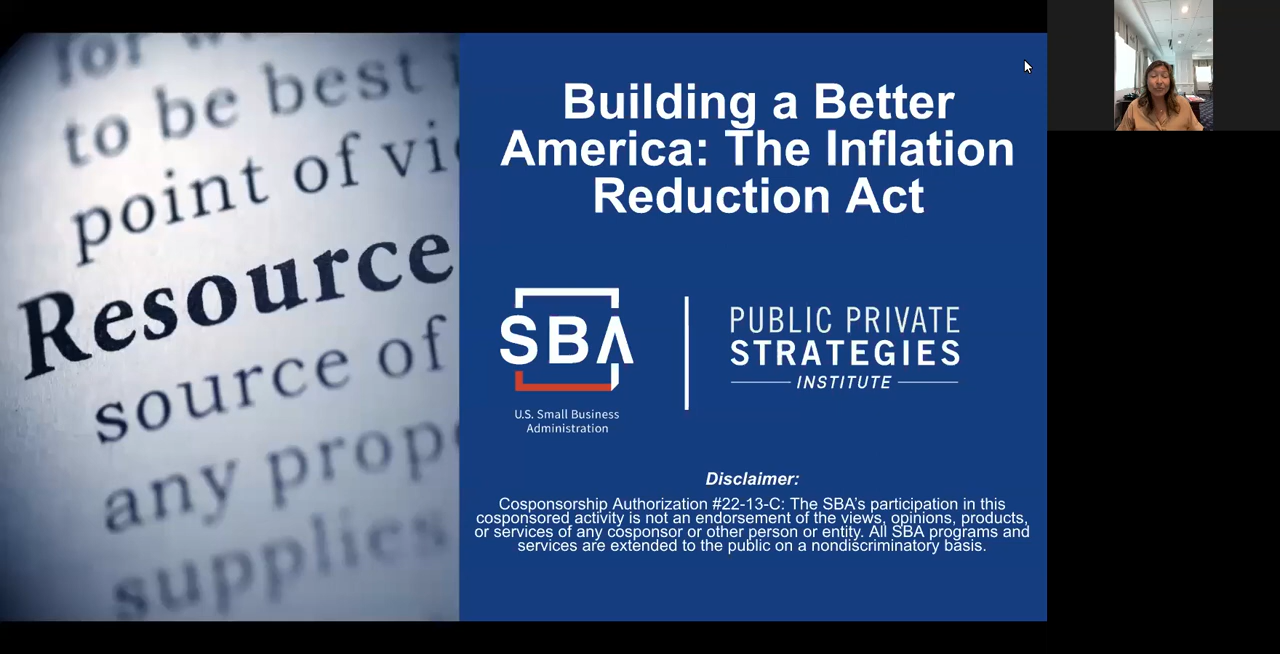 to be best
point of vi
Resource
source of
any prop
supplies
Building a Better
America: The Inflation
Reduction Act
SBA
U.S. Small Business
Administration
PUBLIC PRIVATE
STRATEGIES
INSTITUTE
Disclaimer:
Cosponsorship Authorization #22-13-C: The SBA's participation in this
cosponsored activity is not an endorsement of the views, opinions, products,
or services of any cosponsor or other person or entity. All SBA programs and
services are extended to the public on a nondiscriminatory basis.